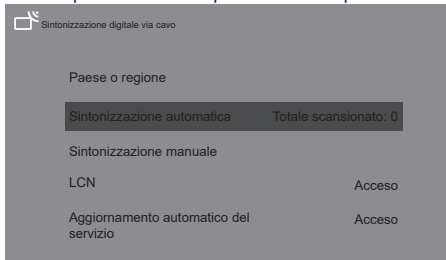 Sintonizzazione digitale via cavo
Paese o regione
Sintonizzazione automatica Totale scansionato: 0
Sintonizzazione manuale
LCN Acceso
Aggiornamento automatico del Acceso
servizio